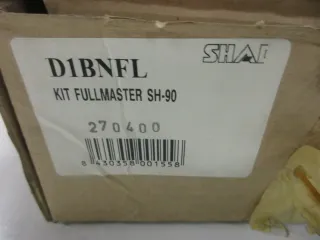 SHAD
D1BNFL
KIT FULLMASTER SH-90
270400
8 430358 001558